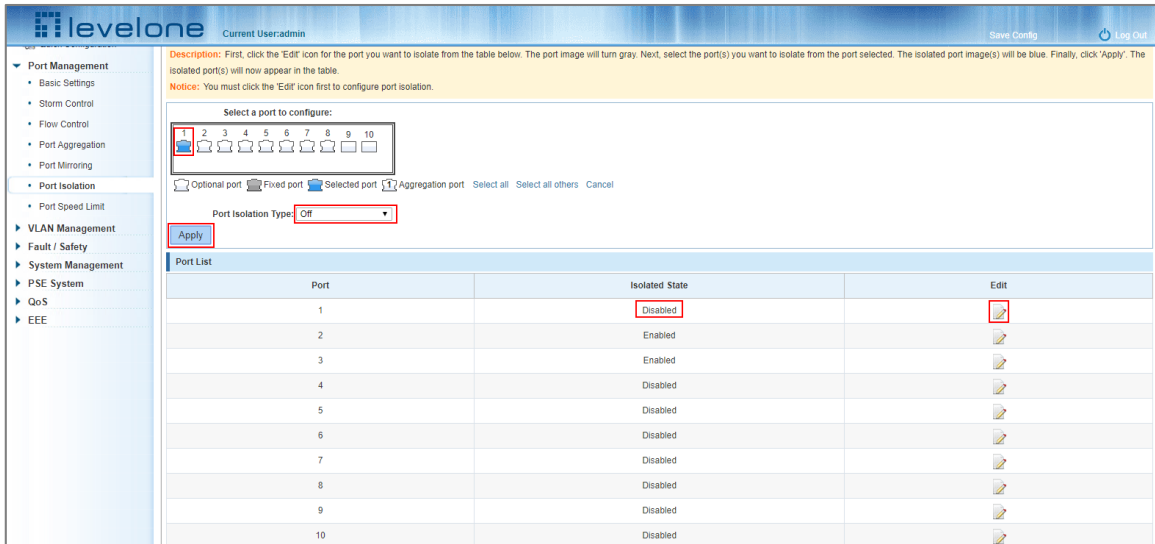 levelone
Current User:admin
Save Config
Log Out
Port Management
Basic Settings
Storm Control
Flow Control
Port Aggregation
Port Mirroring
Port Isolation
Port Speed Limit
VLAN Management
Fault / Safety
System Management
PSE System
QoS
EEE
Description: First, click the 'Edit' icon for the port you want to isolate from the table below. The port image will turn gray. Next, select the port(s) you want to isolate from the port selected. The isolated port image(s) will be blue. Finally, click 'Apply'. The
isolated port(s) will now appear in the table.
Notice: You must click the 'Edit' icon first to configure port isolation.
Select a port to configure:
1 2 3 4 5 6 7 8 9 10
Optional port Fixed port Selected port 1 Aggregation port Select all Select all others Cancel
Port Isolation Type: Off
Apply
Port List
Port Isolated State Edit
1 Disabled
2 Enabled
3 Enabled
4 Disabled
5 Disabled
6 Disabled
7 Disabled
8 Disabled
9 Disabled
10 Disabled